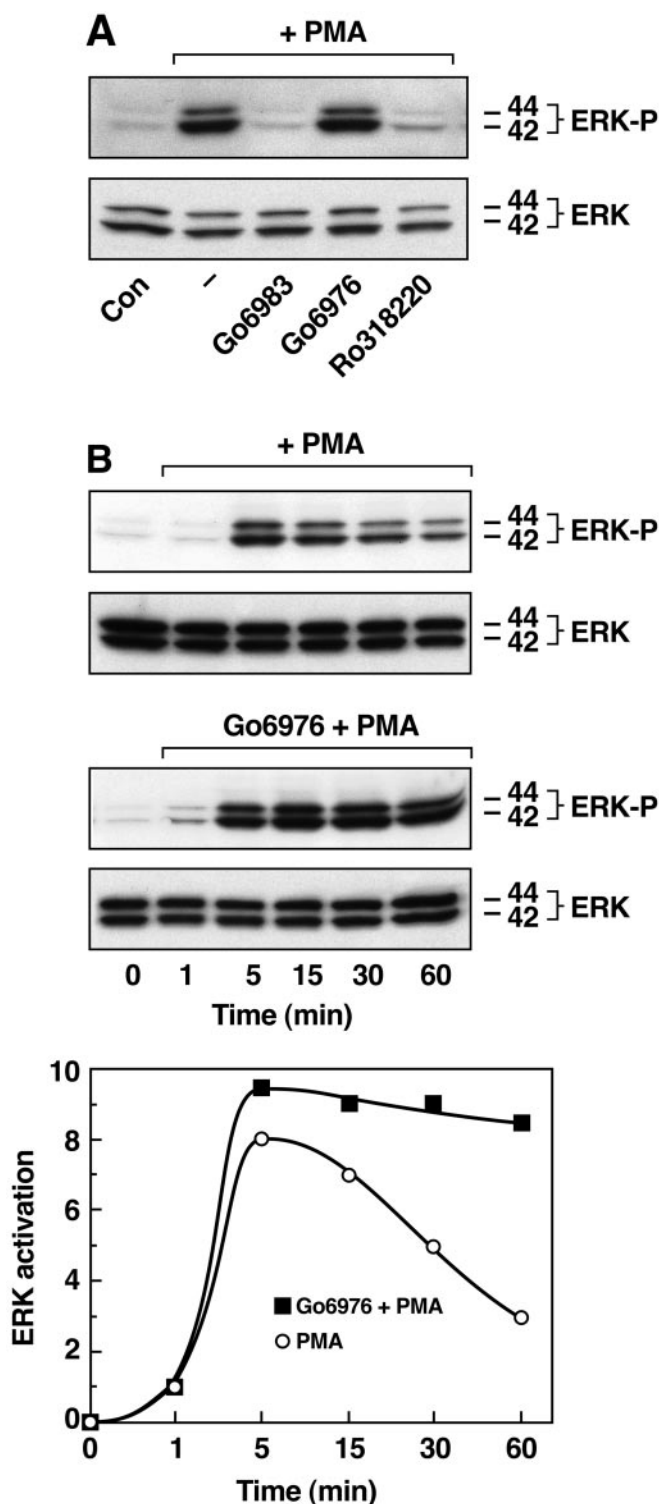 A
+ PMA
44
42
ERK-P
44
42
ERK
Con
–
Go6983
Go6976
Ro318220
B
+ PMA
44
42
ERK-P
44
42
ERK
Go6976 + PMA
44
42
ERK-P
44
42
ERK
0 1 5 15 30 60
Time (min)
10
8
6
4
2
0
ERK activation
Go6976 + PMA
PMA
0 1 5 15 30 60
Time (min)